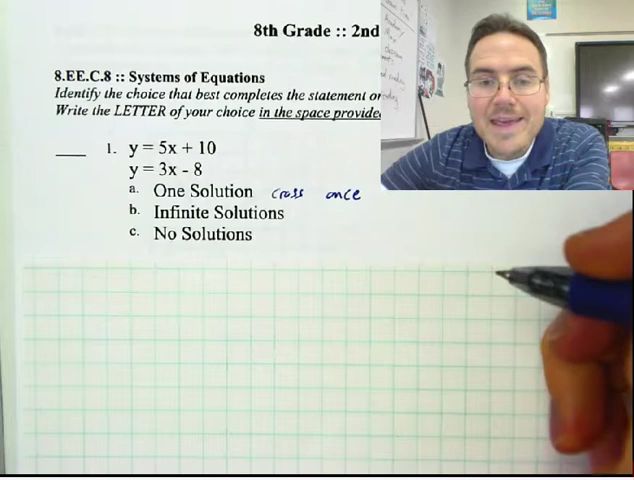 8th Grade :: 2nd
8.EE.C.8 :: Systems of Equations
Identify the choice that best completes the statement or
Write the LETTER of your choice in the space provided
1. y = 5x + 10
y = 3x - 8
a. One Solution cross once
b. Infinite Solutions
c. No Solutions